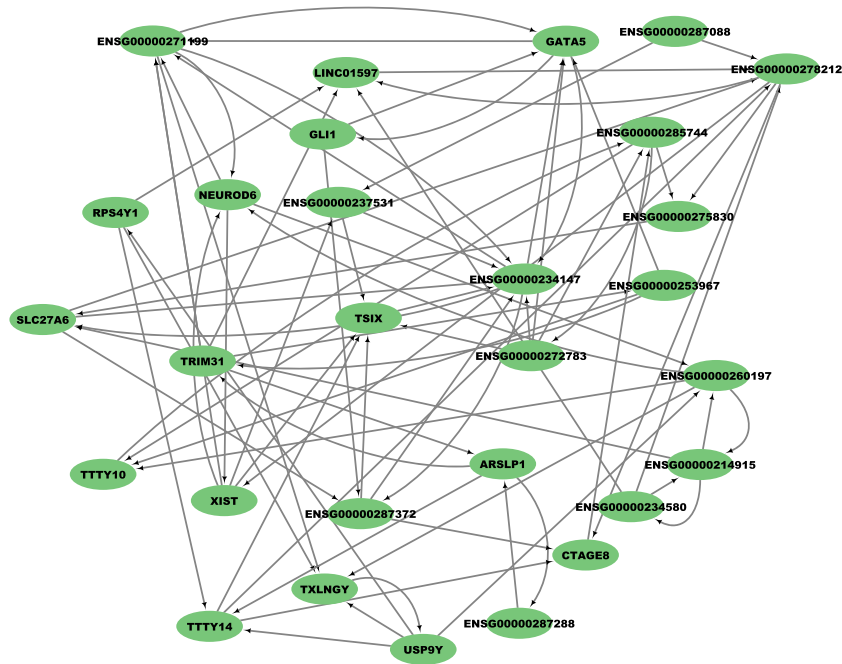 ENSG00000287088
ENSG00000271199
GATA5
LINC01597
ENSG00000278212
GLI1
ENSG00000285744
NEUROD6
ENSG00000237531
RPS4Y1
ENSG00000275830
ENSG00000234147
ENSG00000253967
SLC27A6
TSIX
TRIM31
ENSG00000272783
ENSG00000260197
TTTY10
ARSLP1
ENSG00000214915
XIST
ENSG00000287372
ENSG00000234580
CTAGE8
TXLNGY
TTTY14
ENSG00000287288
USP9Y